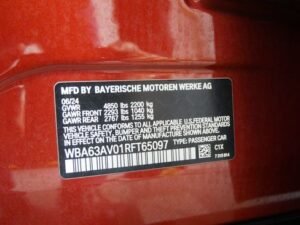 MFD BY BAYERISCHE MOTOREN WERKE AG
06/24
GVWR 4850 lbs 2200 kg
GAWR FRONT 2293 lbs 1040 kg
GAWR REAR 2767 lbs 1255 kg
THIS VEHICLE CONFORMS TO ALL APPLICABLE U.S.FEDERAL MOTOR
VEHICLE SAFETY, BUMPER, AND THEFT PREVENTION STANDARDS IN
EFFECT ON THE DATE OF MANUFACTURE SHOWN ABOVE.
WBA63AV01RFT65097 TYPE: PASSENGER CAR
C1X